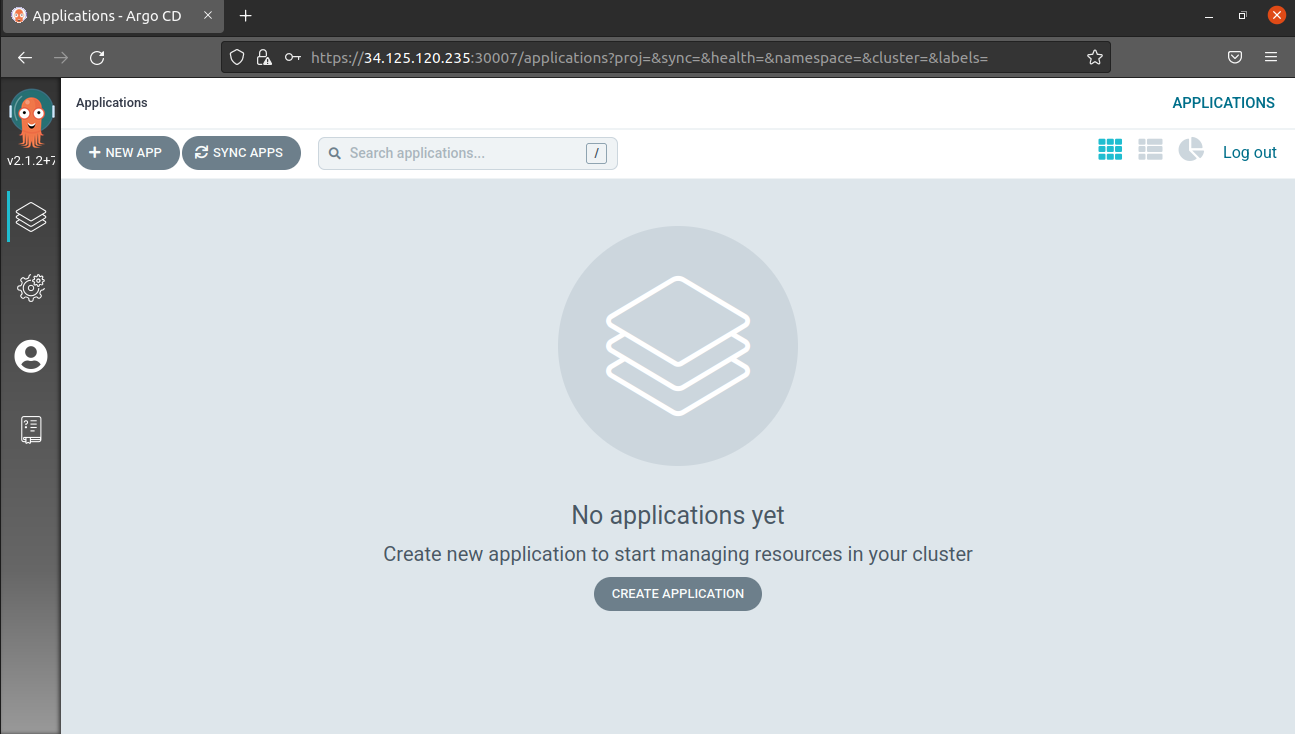 Applications - Argo CD
https://34.125.120.235:30007/applications?proj=&sync=&health=&namespace=&cluster=&labels=
Applications
APPLICATIONS
v2.1.2+7
NEW APP
SYNC APPS
Search applications...
/
Log out
No applications yet
Create new application to start managing resources in your cluster
CREATE APPLICATION